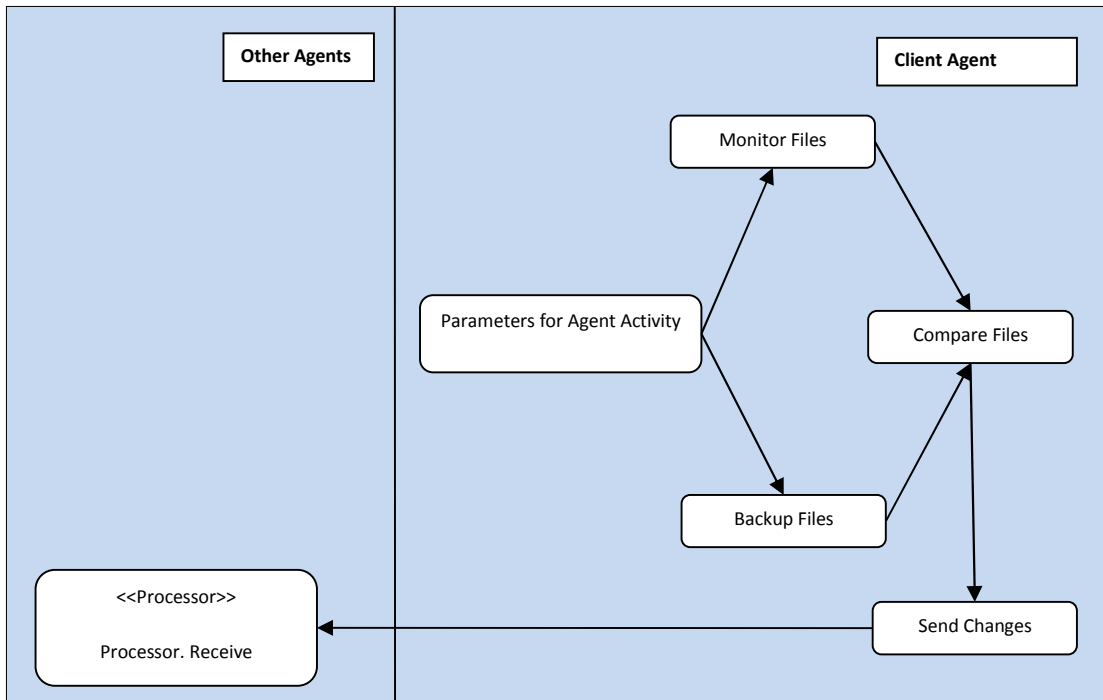 Other Agents
Client Agent
Monitor Files
Parameters for Agent Activity
Compare Files
Backup Files
<<Processor>>
Processor. Receive
Send Changes